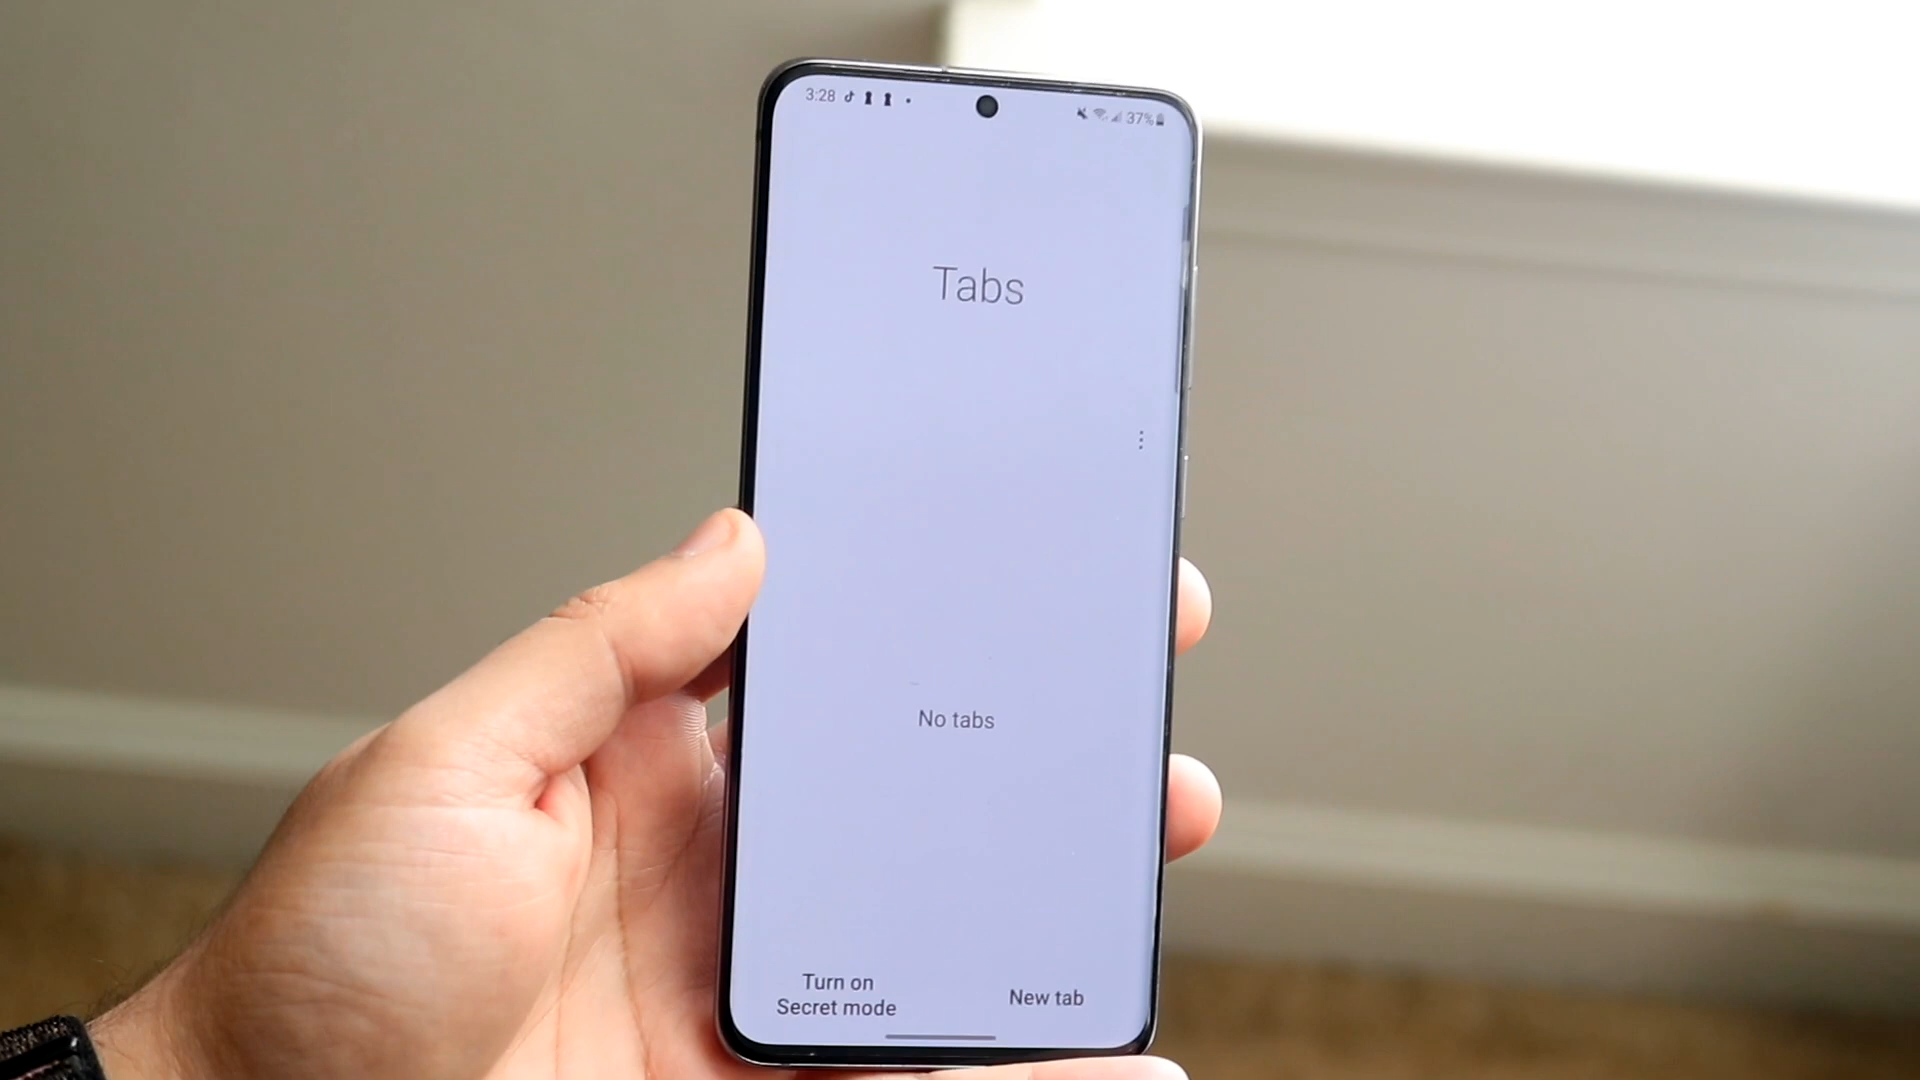 3:28
37%
Tabs
No tabs
Turn on
Secret mode
New tab